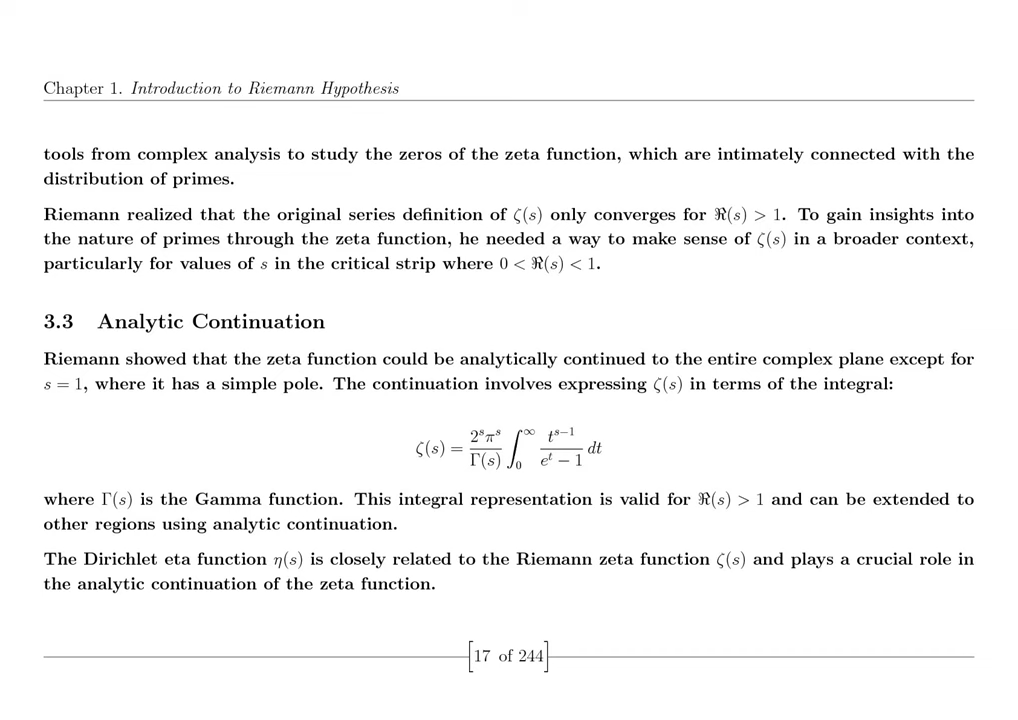 Chapter 1. Introduction to Riemann Hypothesis
tools from complex analysis to study the zeros of the zeta function, which are intimately connected with the
distribution of primes.
Riemann realized that the original series definition of ζ(s) only converges for ℜ(s) > 1. To gain insights into
the nature of primes through the zeta function, he needed a way to make sense of ζ(s) in a broader context,
particularly for values of s in the critical strip where 0 < ℜ(s) < 1.
3.3 Analytic Continuation
Riemann showed that the zeta function could be analytically continued to the entire complex plane except for
s = 1, where it has a simple pole. The continuation involves expressing ζ(s) in terms of the integral:
ζ(s) = \frac{2^s π^s}{Γ(s)} \int_0^∞ \frac{t^{s−1}}{e^t − 1} dt
where Γ(s) is the Gamma function. This integral representation is valid for ℜ(s) > 1 and can be extended to
other regions using analytic continuation.
The Dirichlet eta function η(s) is closely related to the Riemann zeta function ζ(s) and plays a crucial role in
the analytic continuation of the zeta function.
[17 of 244]